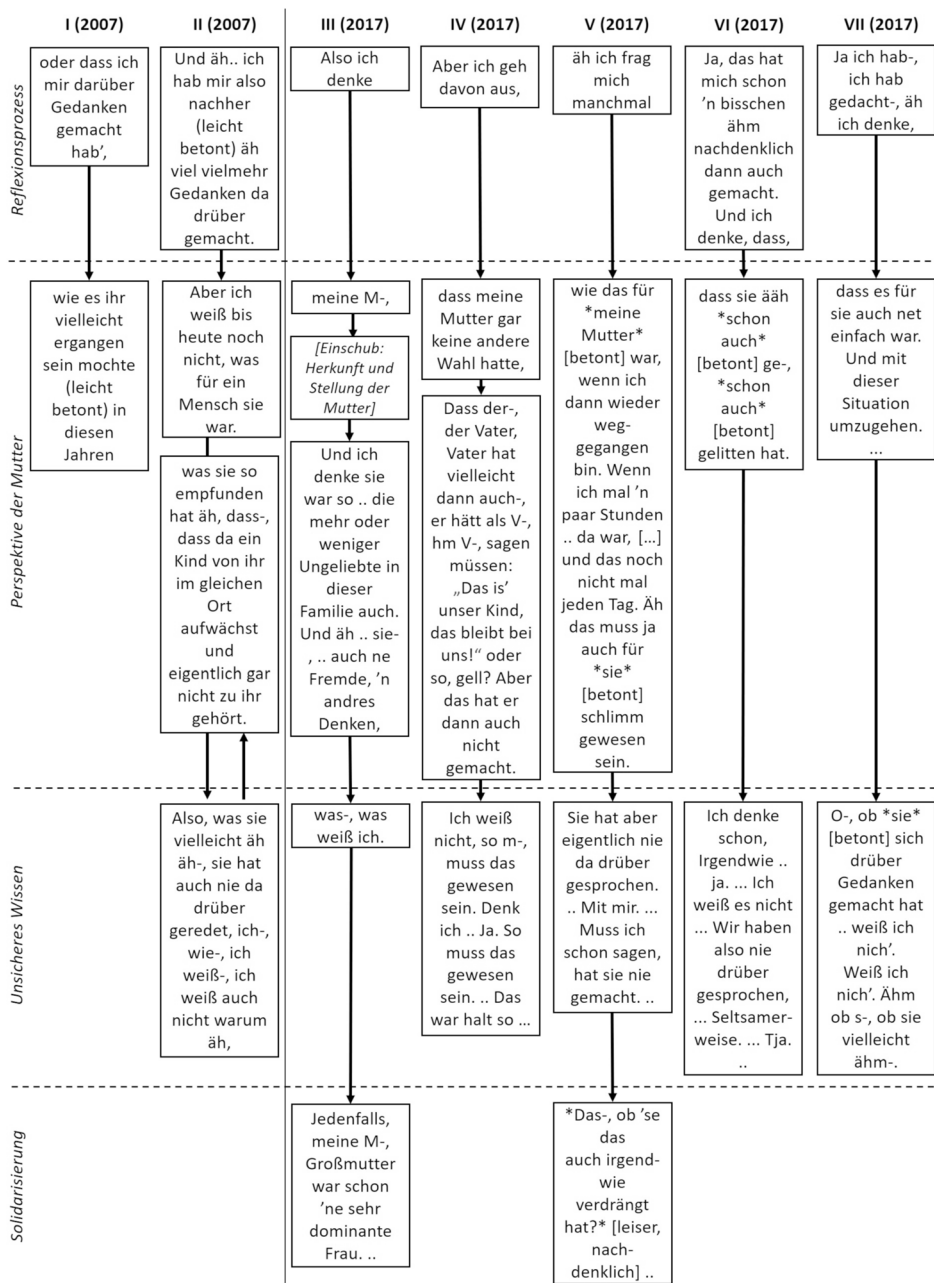 I (2007)
II (2007)
III (2017)
IV (2017)
V (2017)
VI (2017)
VII (2017)
Reflexionsprozess
oder dass ich
mir darüber
Gedanken
gemacht
hab’,
Und äh.. ich
hab mir also
nachher
(leicht
betont) äh
viel vielmehr
Gedanken da
drüber
gemacht.
Also ich
denke
Aber ich geh
davon aus,
äh ich frag
mich
manchmal
Ja, das hat
mich schon
’n bisschen
ähm
nachdenklich
dann auch
gemacht.
Und ich
denke, dass,
Ja ich hab-,
ich hab
gedacht-, äh
ich denke,
Perspektive der Mutter
wie es ihr
vielleicht
ergangen
sein mochte
(leicht
betont) in
diesen
Jahren
Aber ich
weiß bis
heute noch
nicht, was
für ein
Mensch sie
war.
was sie so
empfunden
hat äh, dass-,
dass da ein
Kind von ihr
im gleichen
Ort
aufwächst
und
eigentlich gar
nicht zu ihr
gehört.
meine M-,
[Einschub:
Herkunft und
Stellung der
Mutter]
Und ich
denke sie
war so .. die
mehr oder
weniger
Ungeliebte in
dieser
Familie auch.
Und äh .. sie-
, .. auch ne
Fremde, ’n
andres
Denken,
dass meine
Mutter gar
keine andere
Wahl hatte,
Dass der-,
der Vater,
Vater hat
vielleicht
dann auch-,
er hätt als V-,
hm V-, sagen
müssen:
„Das is’
unser Kind,
das bleibt bei
uns!“ oder
so, gell? Aber
das hat er
dann auch
nicht
gemacht.
wie das für
*meine
Mutter*
[betont] war,
wenn ich
dann wieder
weg-
gegangen
bin. Wenn
ich mal ’n
paar Stunden
.. da war, […]
und das noch
nicht mal
jeden Tag. Äh
das muss ja
auch für
*sie*
[betont]
schlimm
gewesen
sein.
dass sie ääh
*schon
auch*
[betont] ge-,
*schon
auch*
[betont]
gelitten hat.
dass es für
sie auch net
einfach war.
Und mit
dieser
Situation
umzugehen.
…
Unsicheres Wissen
Also, was sie
vielleicht äh
äh-, sie hat
auch nie da
drüber
geredet, ich-,
wie-, ich
weiß-, ich
weiß auch
nicht warum
äh,
was-, was
weiß ich.
Ich weiß
nicht, so m-,
muss das
gewesen
sein. Denk
ich .. Ja. So
muss das
gewesen
sein. .. Das
war halt so …
Sie hat aber
eigentlich nie
da drüber
gesprochen.
.. Mit mir. …
Muss ich
schon sagen,
hat sie nie
gemacht. ..
Ich denke
schon,
Irgendwie ..
ja. … Ich
weiß es nicht
… Wir haben
also nie
drüber
gesprochen,
… Seltsamer-
weise. … Tja.
..
O-, ob *sie*
[betont] sich
drüber
Gedanken
gemacht hat
.. weiß ich
nich’.
Weiß ich
nich’. Ähm
ob s-, ob sie
vielleicht
ähm-.
Solidarisierung
Jedenfalls,
meine M-,
Großmutter
war schon
’ne sehr
dominante
Frau. ..
*Das-, ob ’se
das
auch irgend-
wie
verdrängt
hat?* [leiser,
nach-
denklich] ..